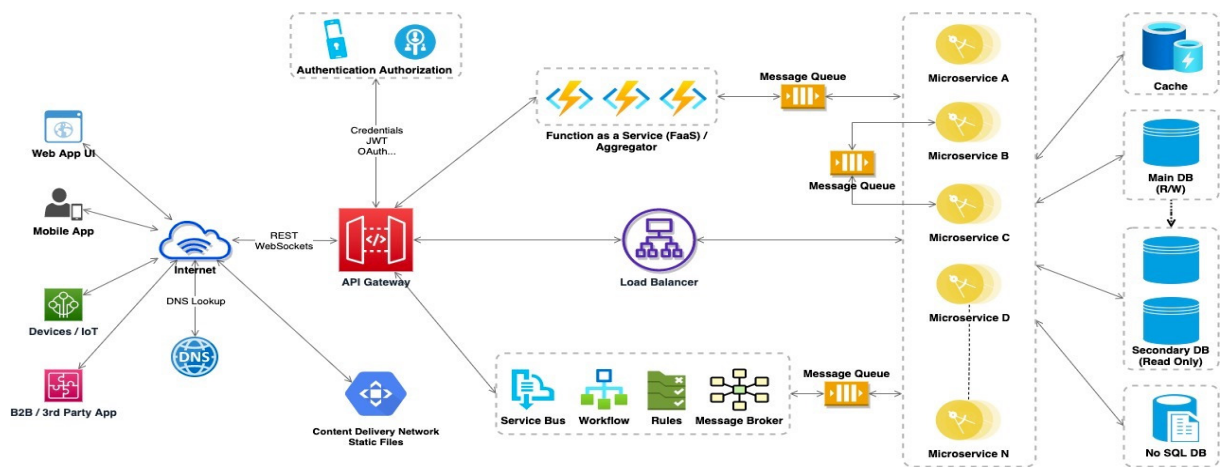 Authentication Authorization
Credentials
JWT
OAuth...
Web App UI
Mobile App
Internet
Devices / IoT
B2B / 3rd Party App
DNS Lookup
DNS
REST
WebSockets
API Gateway
Content Delivery Network
Static Files
Function as a Service (FaaS) /
Aggregator
Message Queue
Load Balancer
Service Bus
Workflow
Rules
Message Broker
Message Queue
Message Queue
Microservice A
Microservice B
Microservice C
Microservice D
Microservice N
Cache
Main DB
(R/W)
Secondary DB
(Read Only)
No SQL DB